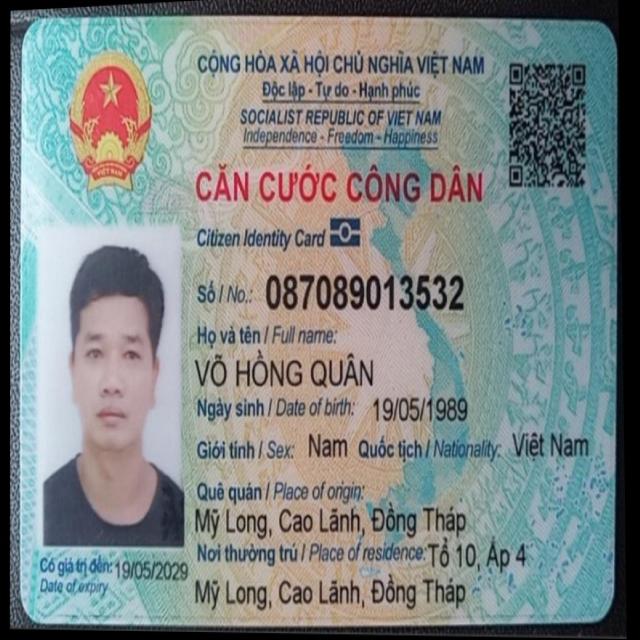 CỘNG HÒA XÃ HỘI CHỦ NGHĨA VIỆT NAM
Độc lập - Tự do - Hạnh phúc
SOCIALIST REPUBLIC OF VIET NAM
Independence - Freedom - Happiness
CĂN CƯỚC CÔNG DÂN
Citizen Identity Card
Số / No.: 087089013532
Họ và tên / Full name:
VÕ HỒNG QUÂN
Ngày sinh / Date of birth: 19/05/1989
Giới tính / Sex: Nam Quốc tịch / Nationality: Việt Nam
Quê quán / Place of origin:
Mỹ Long, Cao Lãnh, Đồng Tháp
Nơi thường trú / Place of residence: Tổ 10, Ấp 4
Mỹ Long, Cao Lãnh, Đồng Tháp
Có giá trị đến: 19/05/2029
Date of expiry